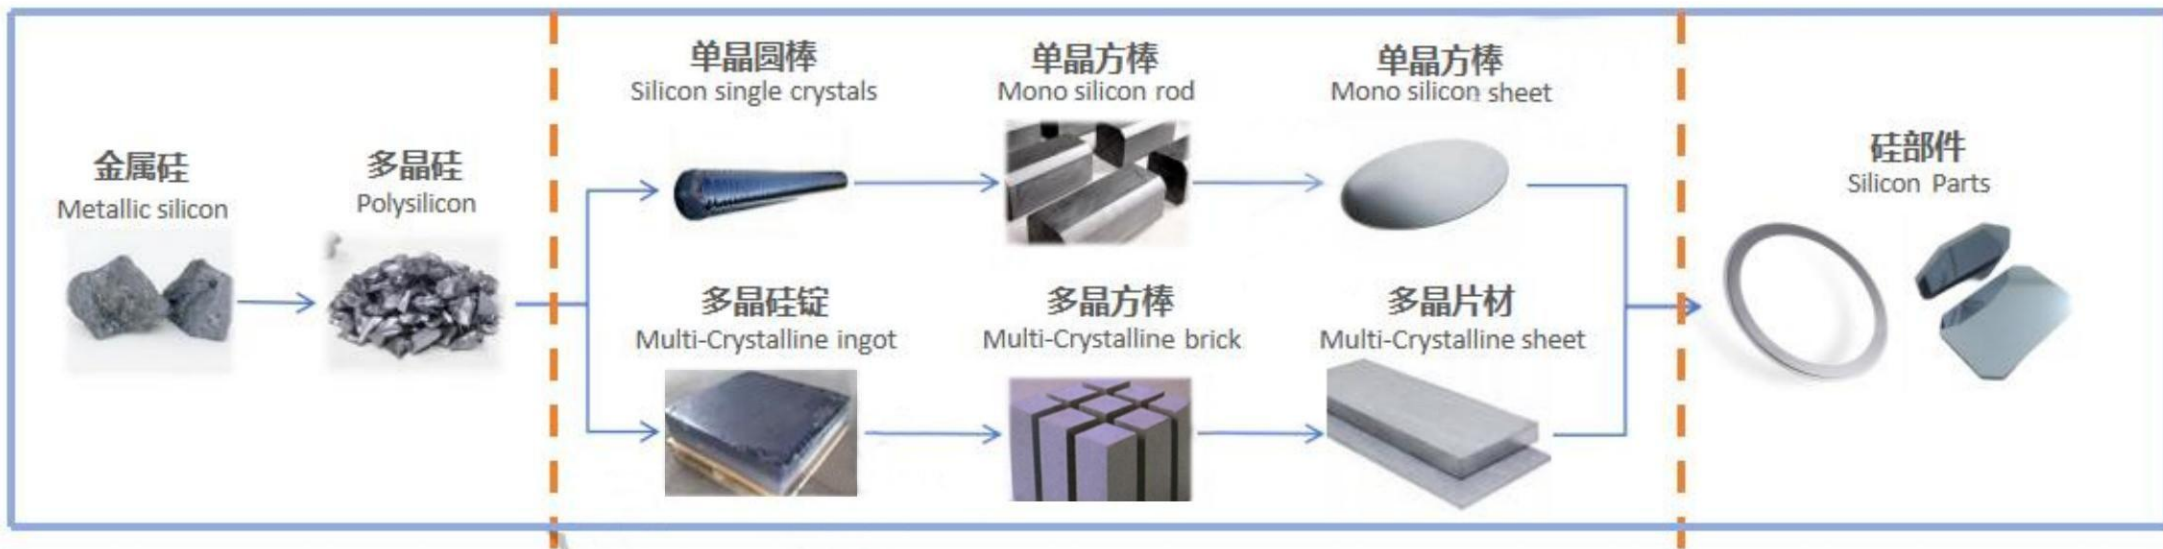 金属硅
Metallic silicon
多晶硅
Polysilicon
单晶圆棒
Silicon single crystals
单晶方棒
Mono silicon rod
单晶方棒
Mono silicon sheet
多晶硅锭
Multi-Crystalline ingot
多晶方棒
Multi-Crystalline brick
多晶片材
Multi-Crystalline sheet
硅部件
Silicon Parts